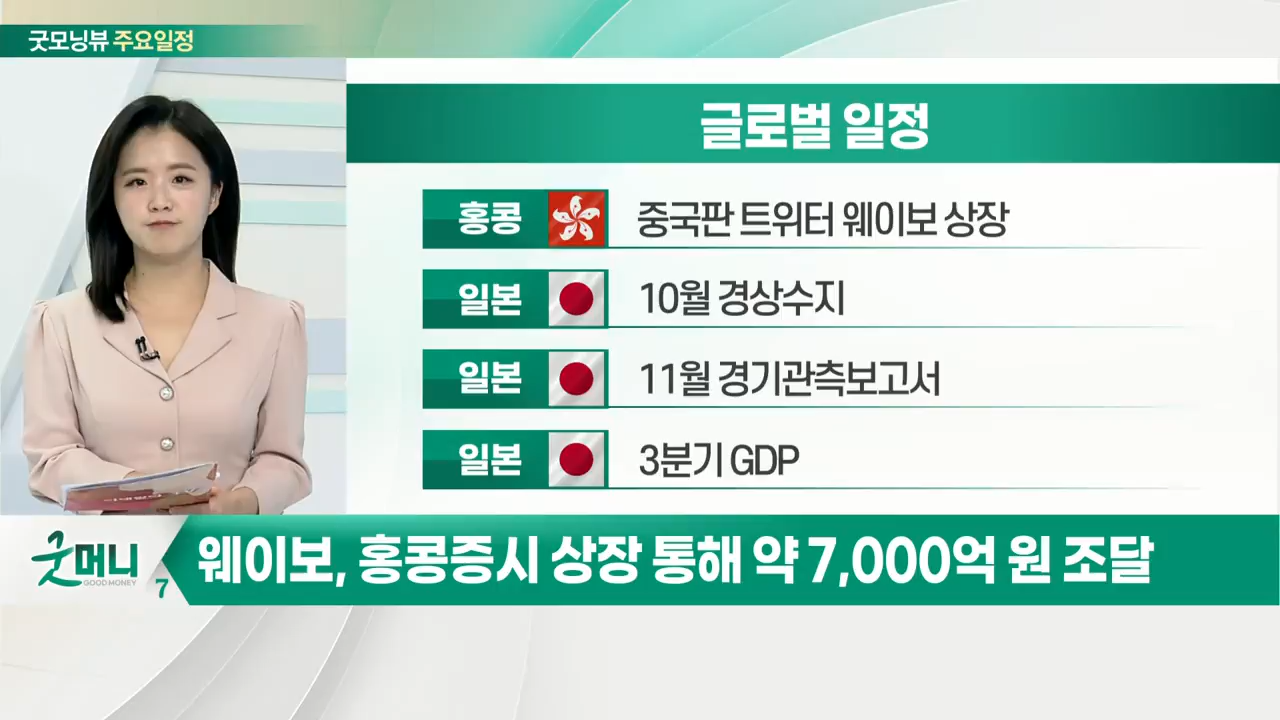 굿모닝뷰 주요일정
글로벌 일정
홍콩 중국판 트위터 웨이보 상장
일본 10월 경상수지
일본 11월 경기관측보고서
일본 3분기 GDP
굿머니
GOOD MONEY
7
웨이보, 홍콩증시 상장 통해 약 7,000억 원 조달